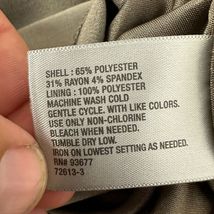 SHELL : 65% POLYESTER
31% RAYON 4% SPANDEX
LINING : 100% POLYESTER
MACHINE WASH COLD
GENTLE CYCLE. WITH LIKE COLORS.
USE ONLY NON-CHLORINE
BLEACH WHEN NEEDED.
TUMBLE DRY LOW.
IRON ON LOWEST SETTING AS NEEDED.
RN# 93677
72613-3